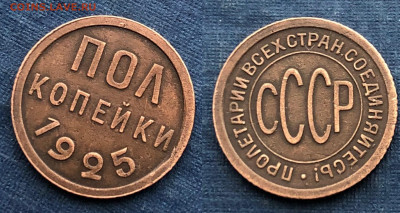 ПОЛ
КОПЕЙКИ
1925
ПРОЛЕТАРИИ ВСЕХ СТРАН, СОЕДИНЯЙТЕСЬ!
СССР